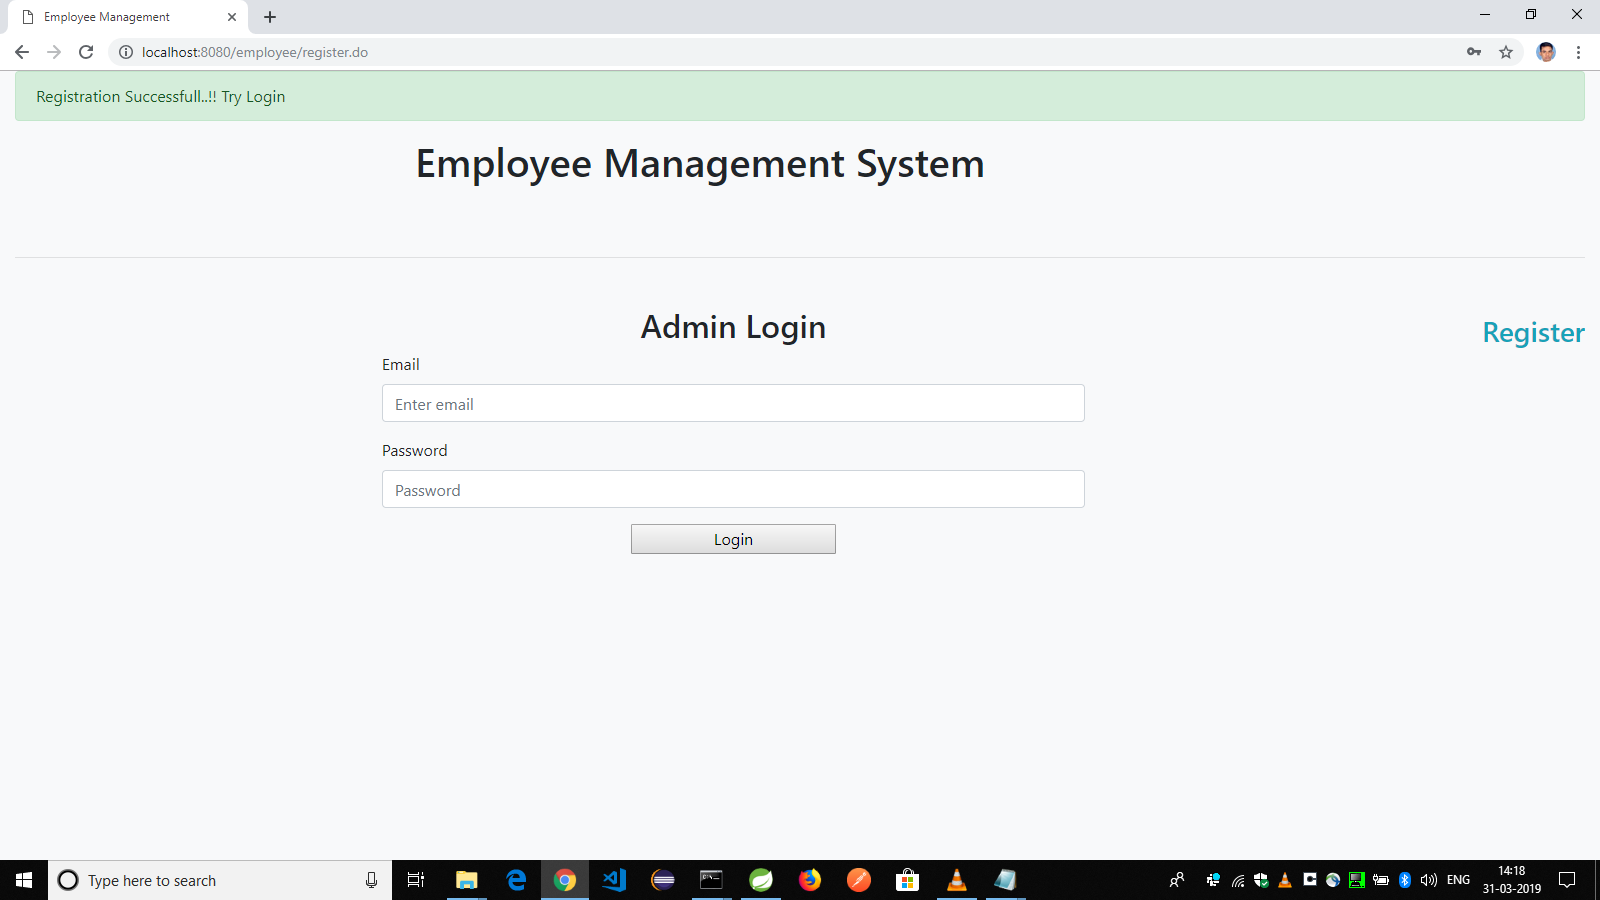 Employee Management
localhost:8080/employee/register.do
Registration Successfull..!! Try Login
Employee Management System
Admin Login
Register
Email
Enter email
Password
Password
Login
Type here to search
ENG
14:18
31-03-2019